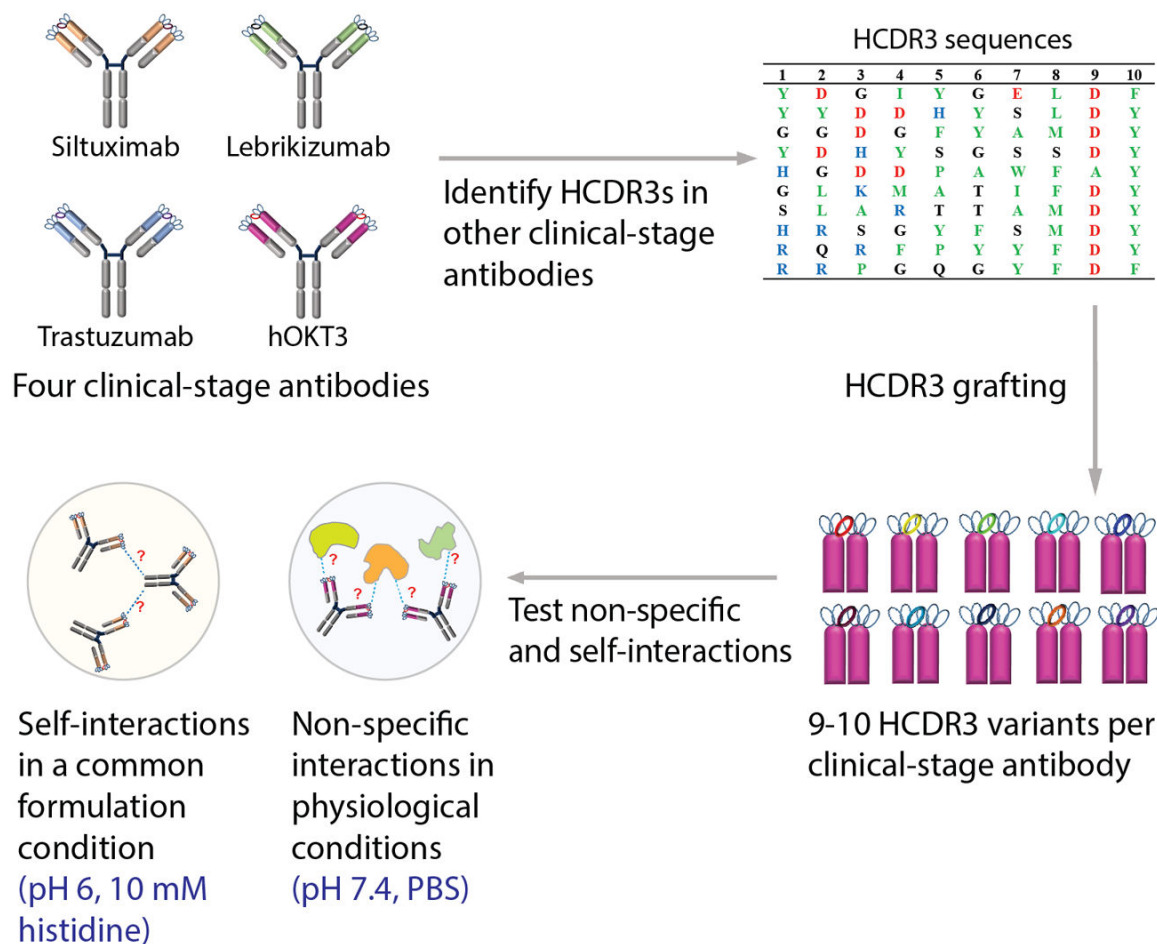 Siltuximab
Lebrikizumab
Trastuzumab
hOKT3
Four clinical-stage antibodies
Identify HCDR3s in
other clinical-stage
antibodies
HCDR3 sequences
1 2 3 4 5 6 7 8 9 10
Y D G I Y G E L D F
Y Y D D H Y S L D Y
G G D G F Y A M D Y
Y D H Y S G S S D Y
H G D D P A W F A Y
G L K M A T I F D Y
S L A R T T A M D Y
H R S G Y F S M D Y
R Q R F P Y Y F D Y
R R P G Q G Y F D F
HCDR3 grafting
9-10 HCDR3 variants per
clinical-stage antibody
Test non-specific
and self-interactions
?
?
?
?
?
?
Self-interactions
in a common
formulation
condition
(pH 6, 10 mM
histidine)
Non-specific
interactions in
physiological
conditions
(pH 7.4, PBS)